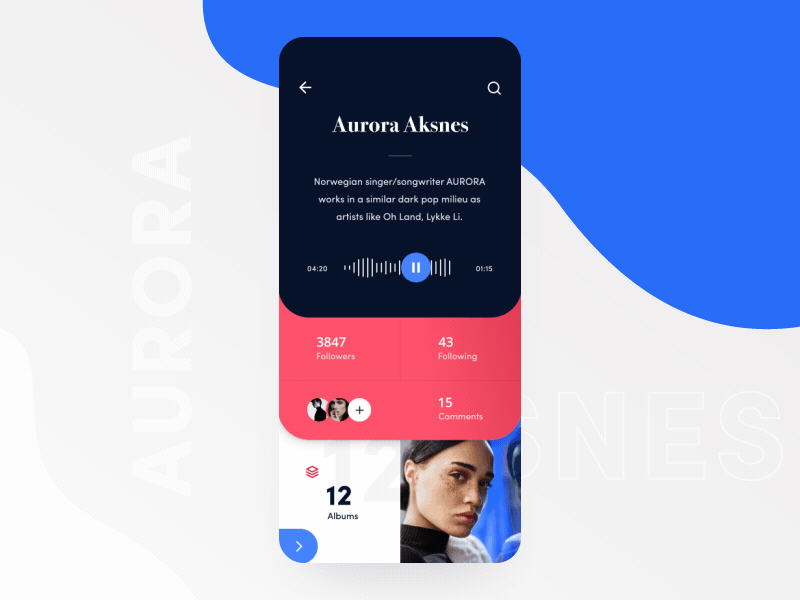 AURORA
Aurora Aksnes
Norwegian singer/songwriter AURORA
works in a similar dark pop milieu as
artists like Oh Land, Lykke Li.
04:20
01:15
3847
Followers
43
Following
15
Comments
SNES
12
12
Albums